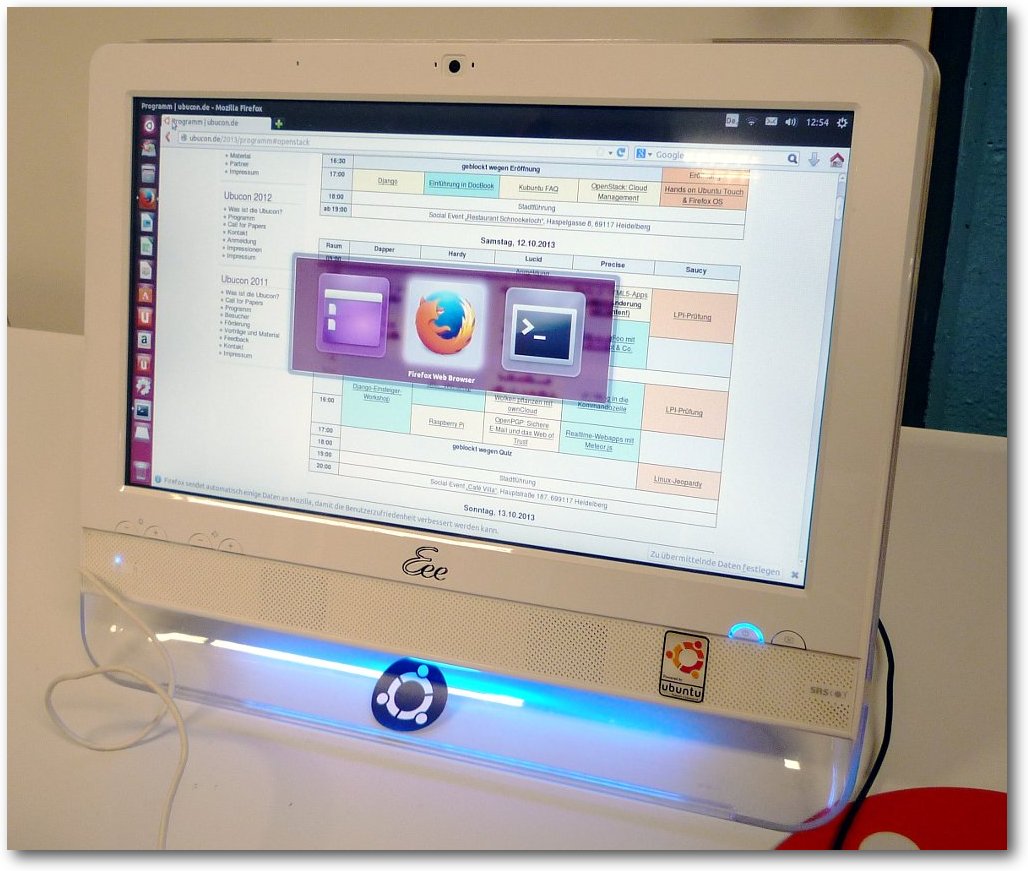 Programm | ubucon.de - Mozilla Firefox
De
12:54
Programm | ubucon.de
ubucon.de/2013/programm#openstack
Google
Material
Partner
Impressum
Ubucon 2012
Was ist die Ubucon?
Programm
Call for Papers
Kontakt
Anmeldung
Impressionen
Impressum
Ubucon 2011
Was ist die Ubucon?
Call for Papers
Programm
Besucher
Förderung
Vorträge und Material
Feedback
Kontakt
Impressum
16:30
geblockt wegen Eröffnung
17:00
Django
Einführung in DocBook
Kubuntu FAQ
OpenStack: Cloud
Management
Hands on Ubuntu Touch
& Firefox OS
18:00
Stadtführung
ab 19:00
Social Event „Restaurant Schnookeloch“, Haspelgasse 8, 69117 Heidelberg
Samstag, 12.10.2013
Raum
Dapper
Hardy
Lucid
Precise
Saucy
LPI-Prüfung
& Co.
Firefox Web Browser
Django-Einsteiger-
Workshop
16:00
Raspberry Pi
Wolken pflanzen mit
ownCloud
OpenPGP: Sichere
E-Mail und das Web of
Trust
in die
Kommandozeile
Realtime-Webapps mit
Meteor.js
LPI-Prüfung
17:00
geblockt wegen Quiz
18:00
Linux-Jeopardy
19:00
Stadtführung
20:00
Social Event „Café Villa“, Hauptstraße 187, 699117 Heidelberg
Sonntag, 13.10.2013
Firefox sendet automatisch einige Daten an Mozilla, damit die Benutzerzufriedenheit verbessert werden kann.
Zu übermittelnde Daten festlegen
Eee
Powered by
ubuntu
SRS